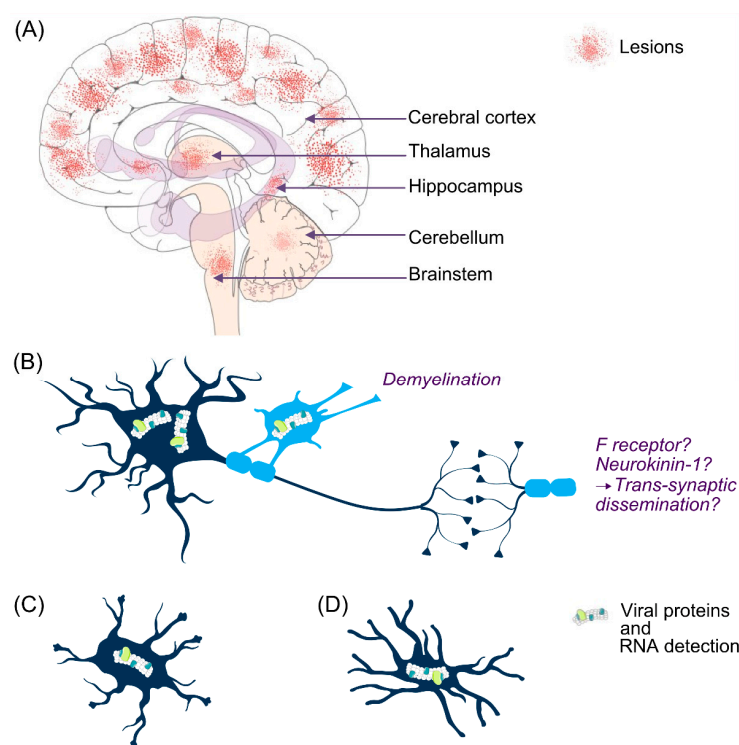 (A)
Lesions
Cerebral cortex
Thalamus
Hippocampus
Cerebellum
Brainstem
(B)
Demyelination
F receptor?
Neurokinin-1?
→ Trans-synaptic
dissemination?
(C)
(D)
Viral proteins
and
RNA detection